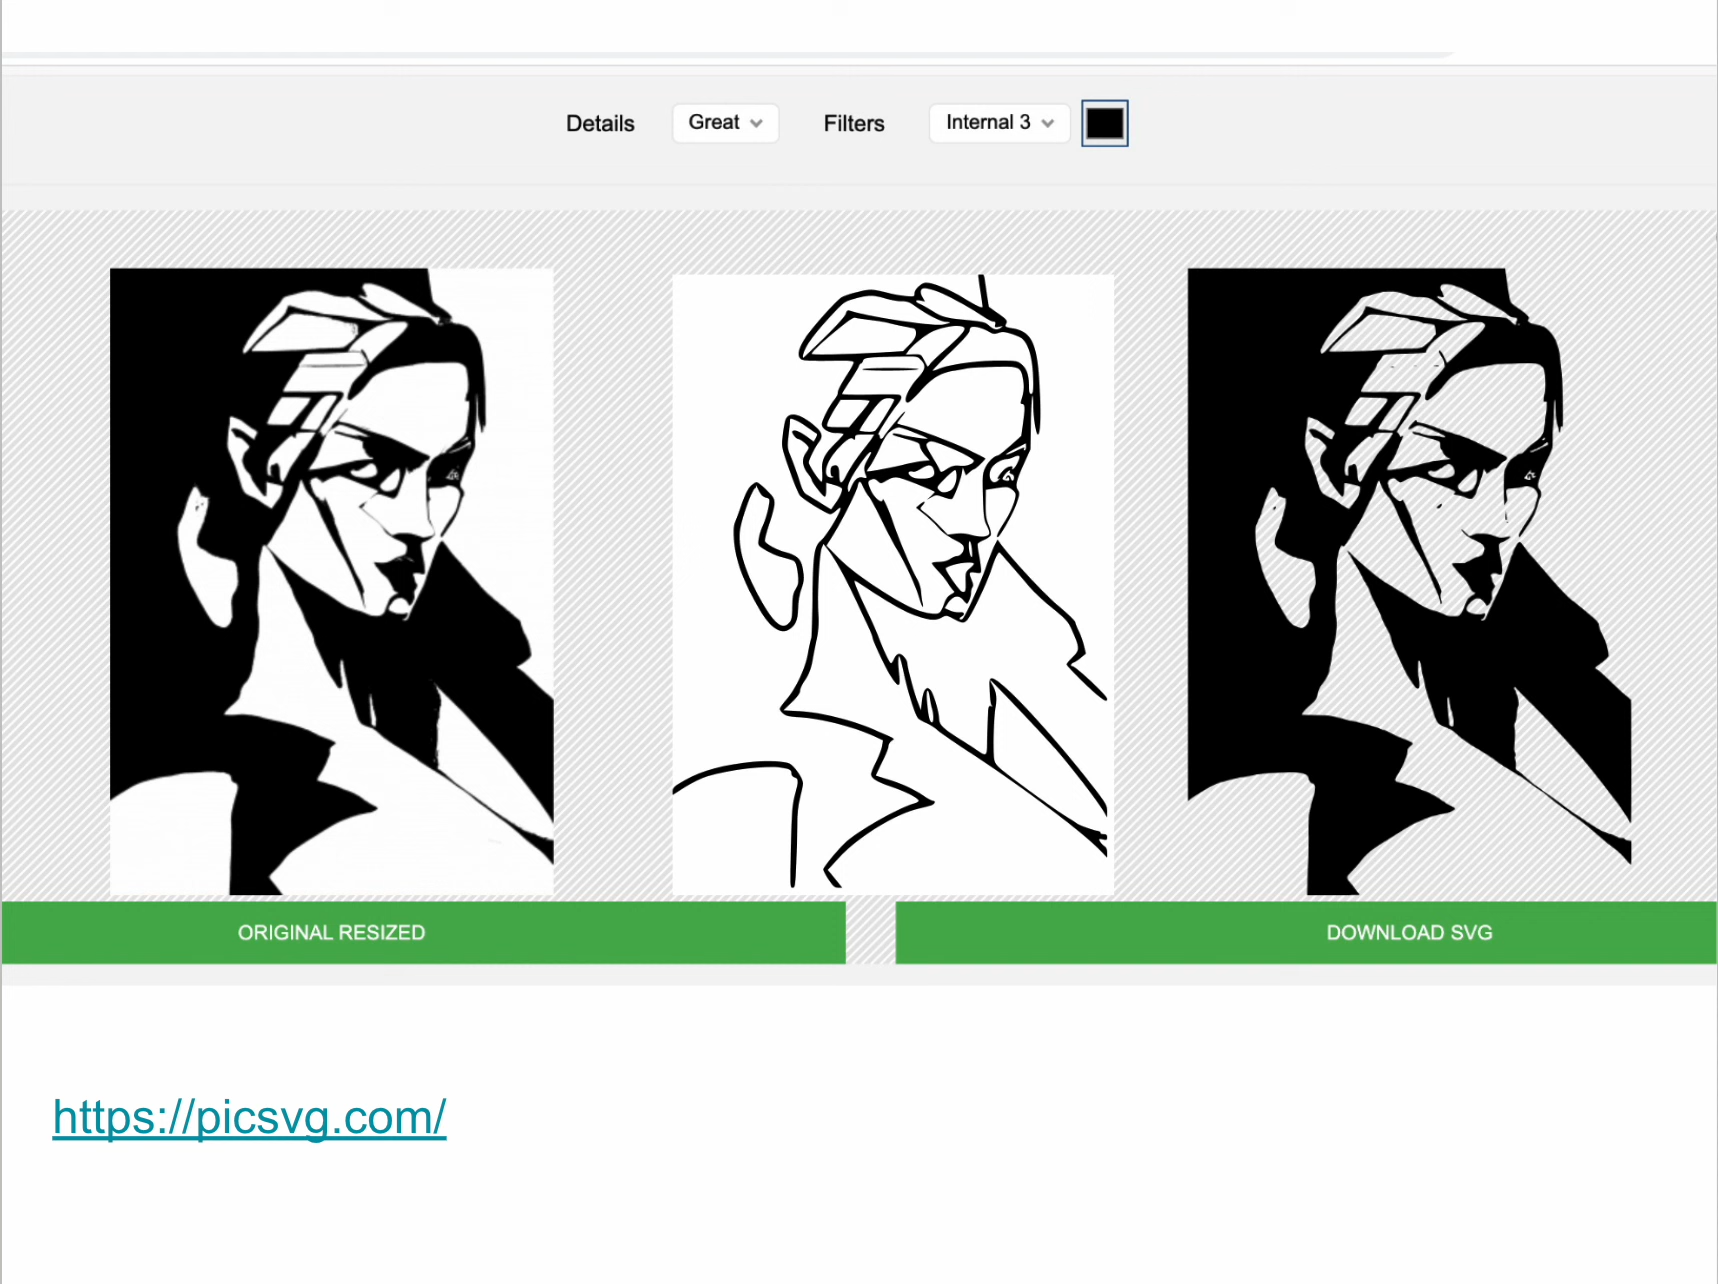 Details Great Filters Internal 3
ORIGINAL RESIZED
DOWNLOAD SVG
https://picsvg.com/